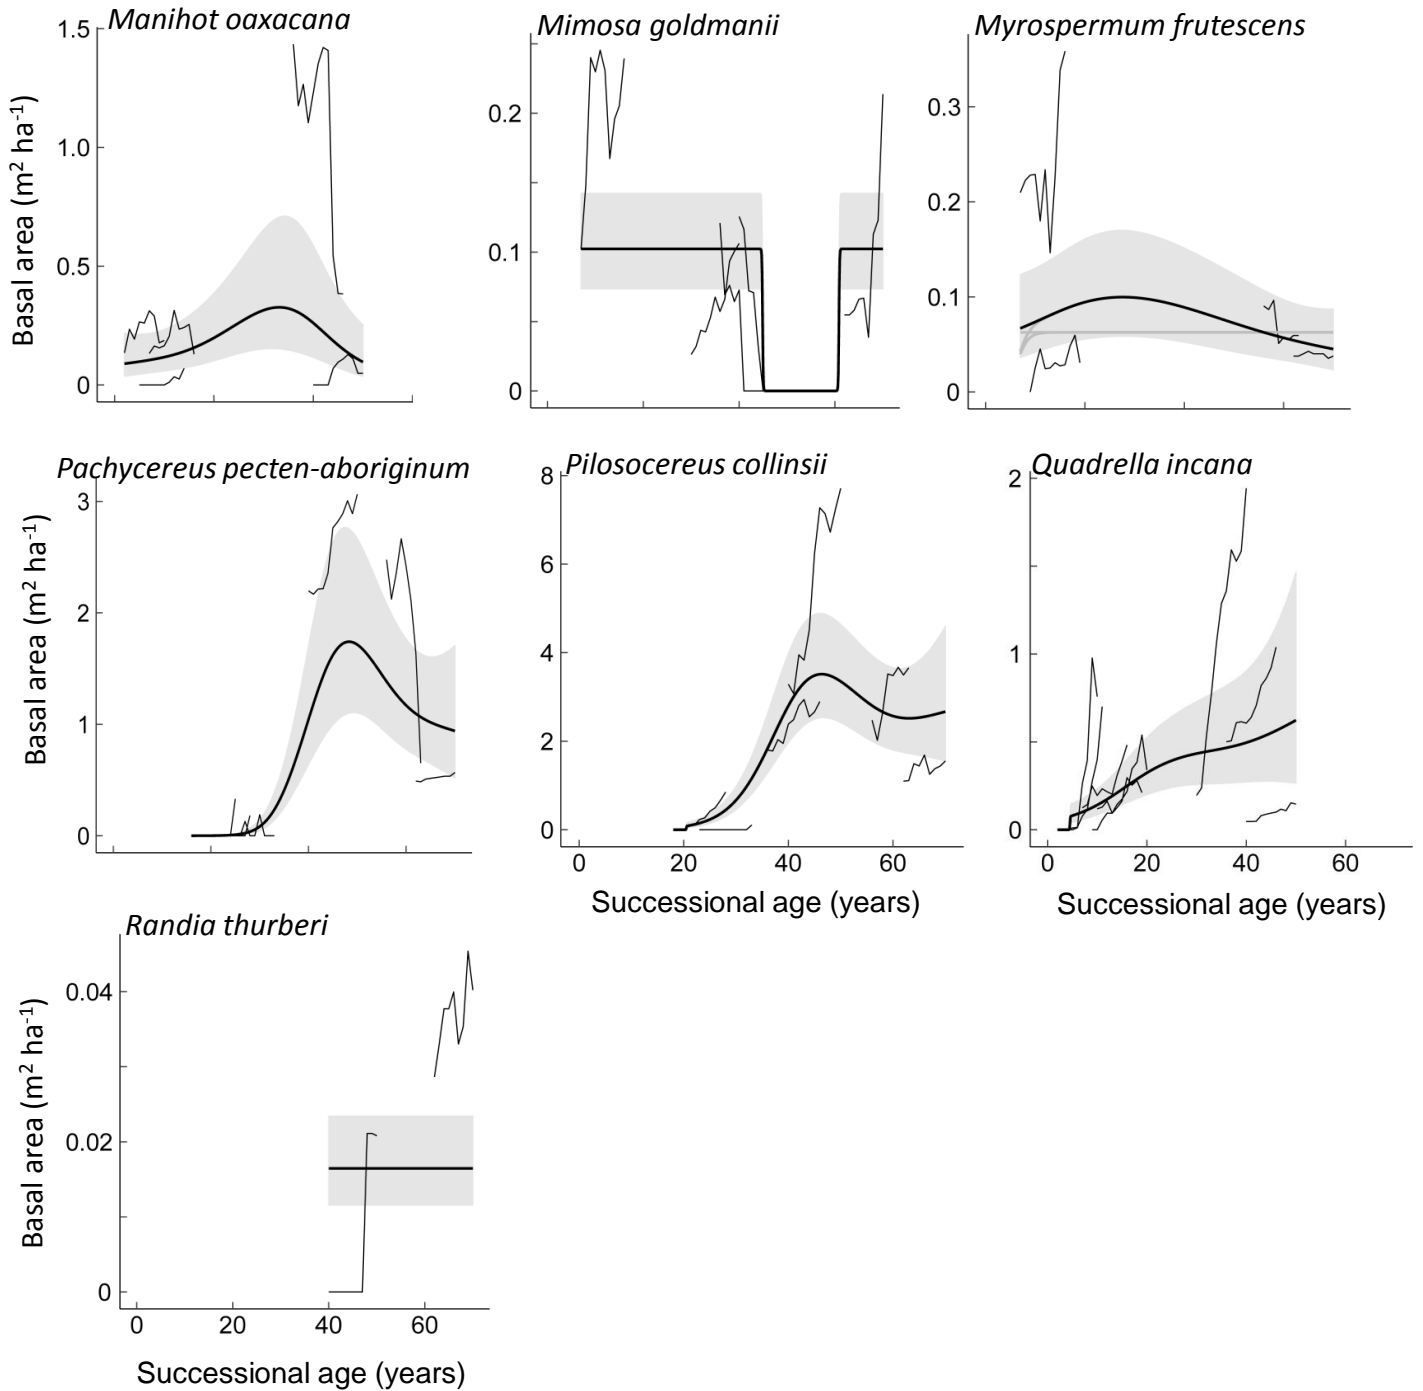 Manihot oaxacana
Mimosa goldmanii
Myrospermum frutescens
1.5
1.0
0.5
0
Basal area (m² ha⁻¹)
0.2
0.1
0
0.3
0.2
0.1
0
Pachycereus pecten-aboriginum
Pilosocereus collinsii
Quadrella incana
3
2
1
0
Basal area (m² ha⁻¹)
8
6
4
2
0
0 20 40 60
Successional age (years)
2
1
0
0 20 40 60
Successional age (years)
Randia thurberi
0.04
0.02
0
Basal area (m² ha⁻¹)
0 20 40 60
Successional age (years)